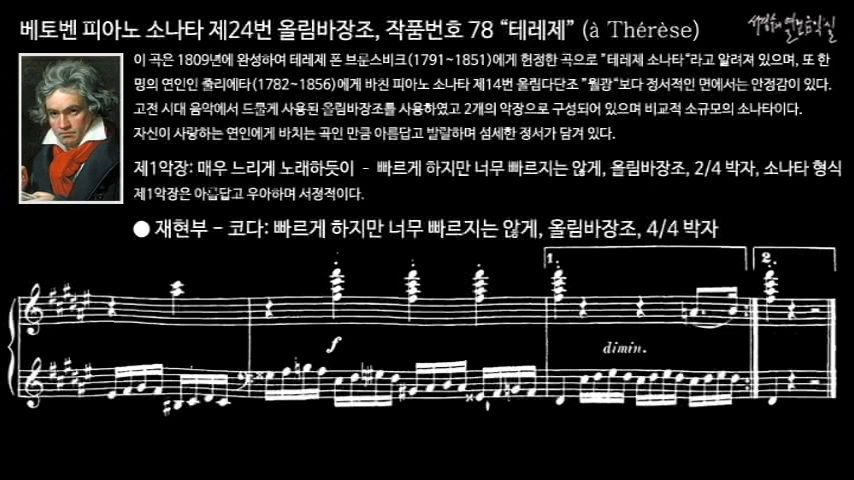 베토벤 피아노 소나타 제24번 올림바장조, 작품번호 78 “테레제” (à Thérèse)
서경수의 열린음악실
이 곡은 1809년에 완성하여 테레제 폰 브룬스비크(1791~1851)에게 헌정한 곡으로 "테레제 소나타"라고 알려져 있으며, 또 한
명의 연인인 줄리에타(1782~1856)에게 바친 피아노 소나타 제14번 올림다단조 "월광"보다 정서적인 면에서는 안정감이 있다.
고전 시대 음악에서 드물게 사용된 올림바장조를 사용하였고 2개의 악장으로 구성되어 있으며 비교적 소규모의 소나타이다.
자신이 사랑하는 연인에게 바치는 곡인 만큼 아름답고 발랄하며 섬세한 정서가 담겨 있다.
제1악장: 매우 느리게 노래하듯이 - 빠르게 하지만 너무 빠르지는 않게, 올림바장조, 2/4 박자, 소나타 형식
제1악장은 아름답고 우아하며 서정적이다.
● 재현부 - 코다: 빠르게 하지만 너무 빠르지는 않게, 올림바장조, 4/4 박자
1. 2.
f dimin.